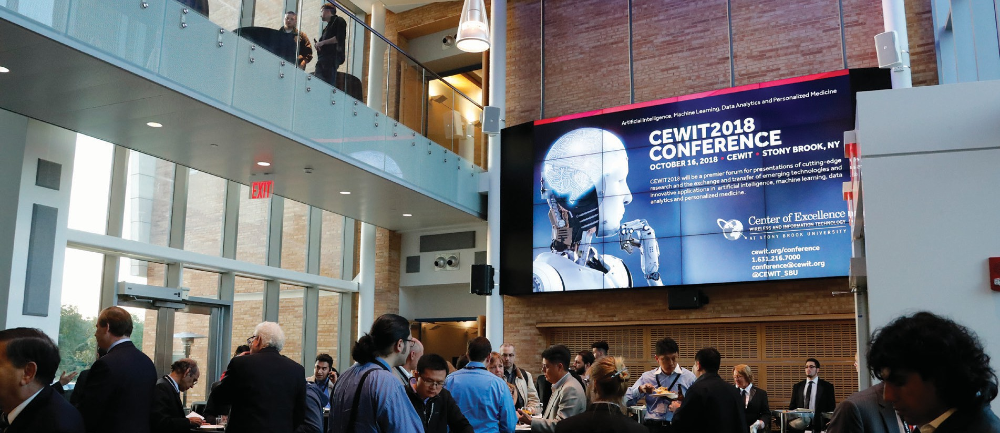 EXIT
Artificial Intelligence, Machine Learning, Data Analytics and Personalized Medicine
CEWIT2018
CONFERENCE
OCTOBER 16, 2018 • CEWIT • STONY BROOK, NY
CEWIT2018 will be a premier forum for presentations of cutting-edge
research and the exchange and transfer of emerging technologies and
innovative applications in artificial intelligence, machine learning, data
analytics and personalized medicine.
Center of Excellence
WIRELESS AND INFORMATION TECHNOLOGY
AT STONY BROOK UNIVERSITY
cewit.org/conference
1.631.216.7000
conference@cewit.org
@CEWIT_SBU